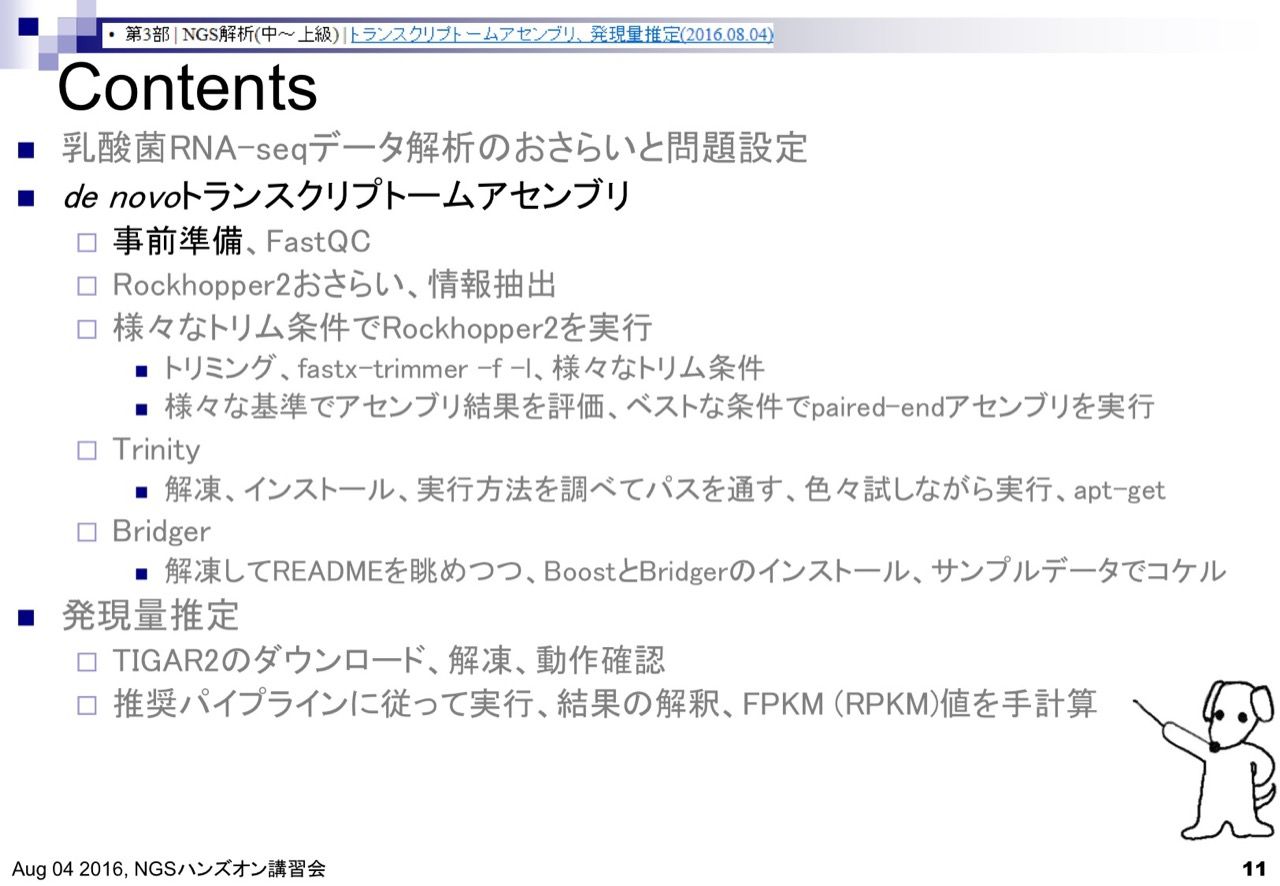 • 第3部 | NGS解析(中～上級) | トランスクリプトームアセンブリ、発現量推定(2016.08.04)
Contents
乳酸菌RNA-seqデータ解析のおさらいと問題設定
de novoトランスクリプトームアセンブリ
事前準備、FastQC
Rockhopper2おさらい、情報抽出
様々なトリム条件でRockhopper2を実行
トリミング、fastx-trimmer -f -l、様々なトリム条件
様々な基準でアセンブリ結果を評価、ベストな条件でpaired-endアセンブリを実行
Trinity
解凍、インストール、実行方法を調べてパスを通す、色々試しながら実行、apt-get
Bridger
解凍してREADMEを眺めつつ、BoostとBridgerのインストール、サンプルデータでコケル
発現量推定
TIGAR2のダウンロード、解凍、動作確認
推奨パイプラインに従って実行、結果の解釈、FPKM (RPKM)値を手計算
Aug 04 2016, NGSハンズオン講習会
11